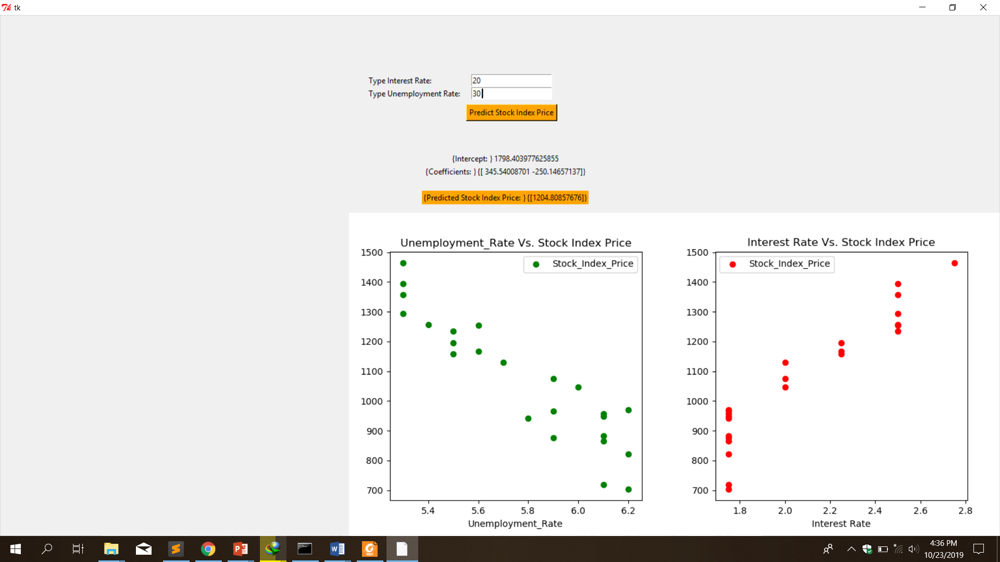 tk
Type Interest Rate: 20
Type Unemployment Rate: 30
Predict Stock Index Price
{Intercept: } 1798.403977625855
{Coefficients: } {[ 345.54008701 -250.14657137]}
{Predicted Stock Index Price: } {[1204.80857676]}
Unemployment_Rate Vs. Stock Index Price
Stock_Index_Price
1500
1400
1300
1200
1100
1000
900
800
700
5.4 5.6 5.8 6.0 6.2
Unemployment_Rate
Interest Rate Vs. Stock Index Price
Stock_Index_Price
1500
1400
1300
1200
1100
1000
900
800
700
1.8 2.0 2.2 2.4 2.6 2.8
Interest Rate
4:36 PM
10/23/2019